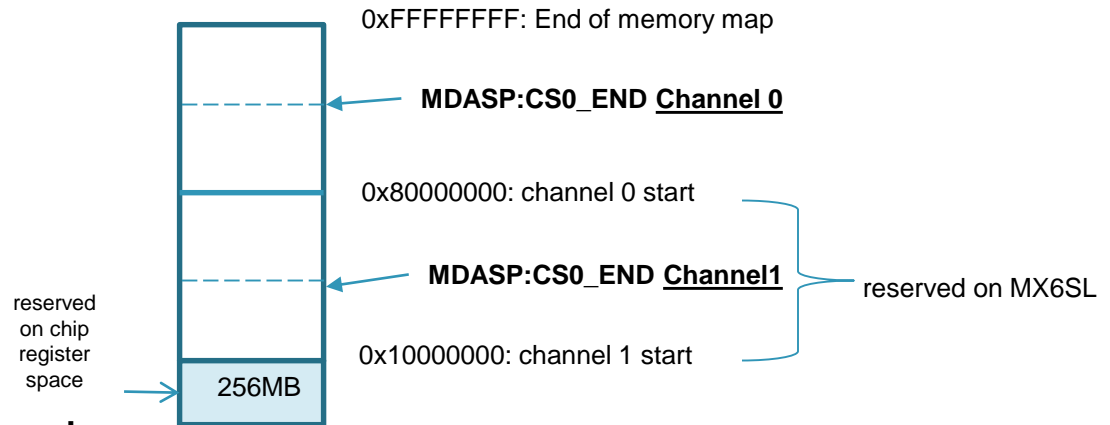 0xFFFFFFFF: End of memory map
MDASP:CS0_END Channel 0
0x80000000: channel 0 start
MDASP:CS0_END Channel1
reserved on MX6SL
reserved
on chip
register
space
0x10000000: channel 1 start
256MB